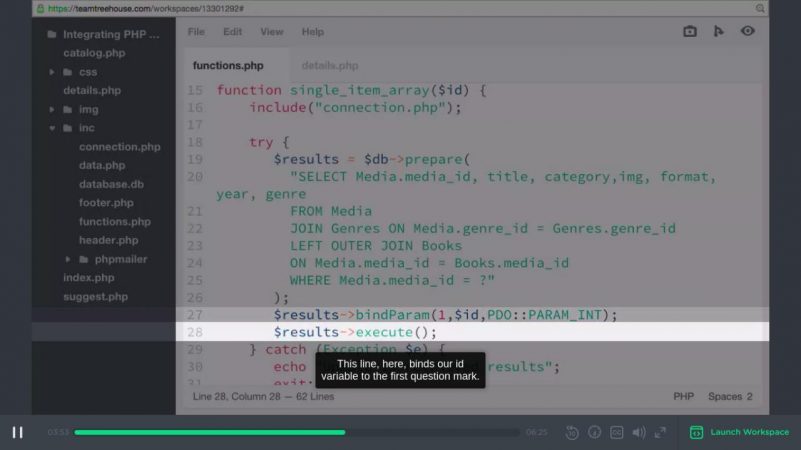 https://teamtreehouse.com/workspaces/13301292#
Integrating PHP ...
catalog.php
css
details.php
img
inc
connection.php
data.php
database.db
footer.php
functions.php
header.php
phpmailer
index.php
suggest.php
File Edit View Help
functions.php details.php
15 function single_item_array($id) {
16 include("connection.php");
17
18 try {
19 $results = $db->prepare(
20 "SELECT Media.media_id, title, category,img, format,
year, genre
21 FROM Media
22 JOIN Genres ON Media.genre_id = Genres.genre_id
23 LEFT OUTER JOIN Books
24 ON Media.media_id = Books.media_id
25 WHERE Media.media_id = ?"
26 );
27 $results->bindParam(1,$id,PDO::PARAM_INT);
28 $results->execute();
29 } catch (Exception $e) {
30 echo results";
31 exit;
This line, here, binds our id
variable to the first question mark.
Line 28, Column 28 — 62 Lines PHP Spaces 2
03:53 06:25 Launch Workspace